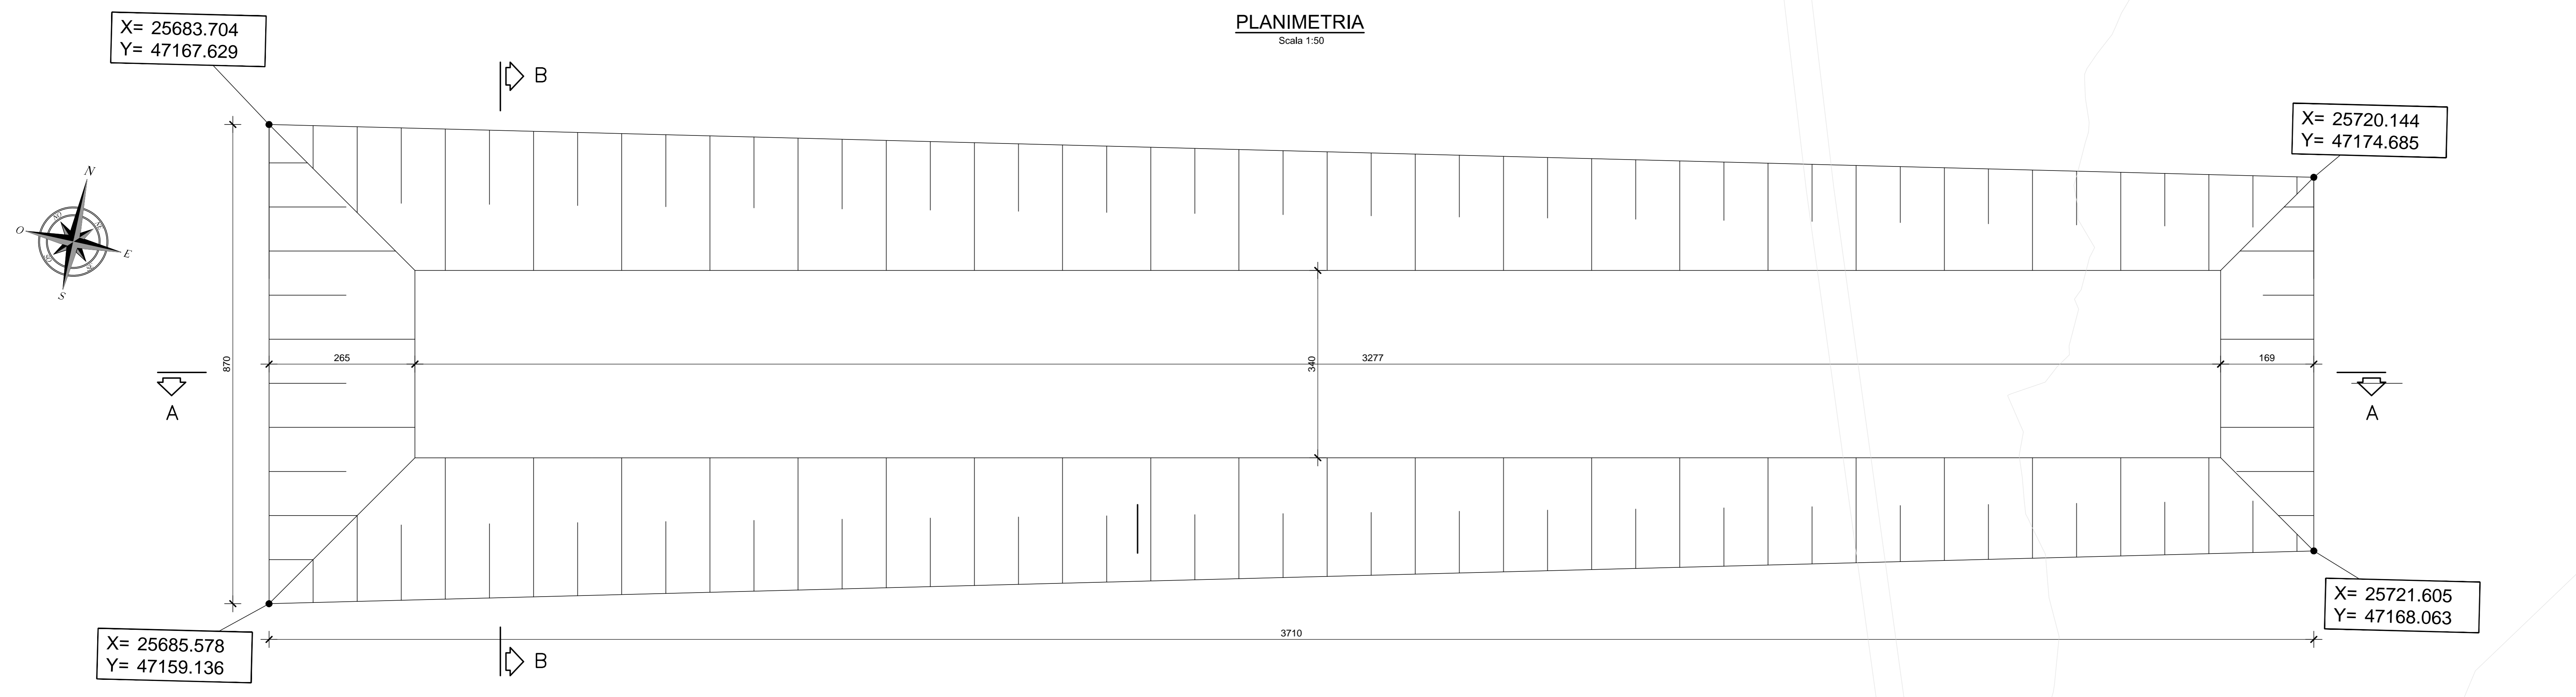 PLANIMETRIA
Scala 1:50
X= 25683.704
Y= 47167.629
B
X= 25720.144
Y= 47174.685
N
O
E
S
870
265
340
3277
169
A
A
X= 25721.605
Y= 47168.063
3710
X= 25685.578
Y= 47159.136
B